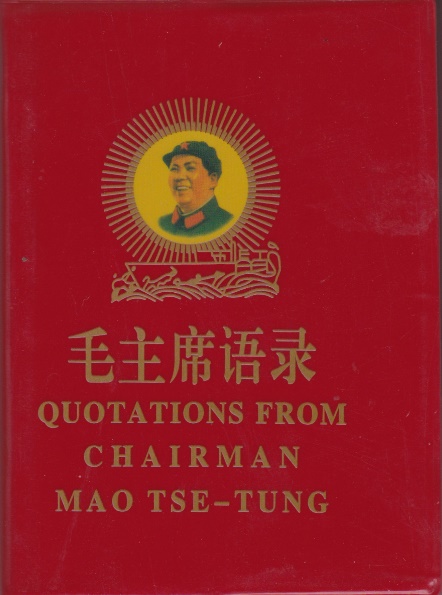 毛主席语录
QUOTATIONS FROM
CHAIRMAN
MAO TSE-TUNG